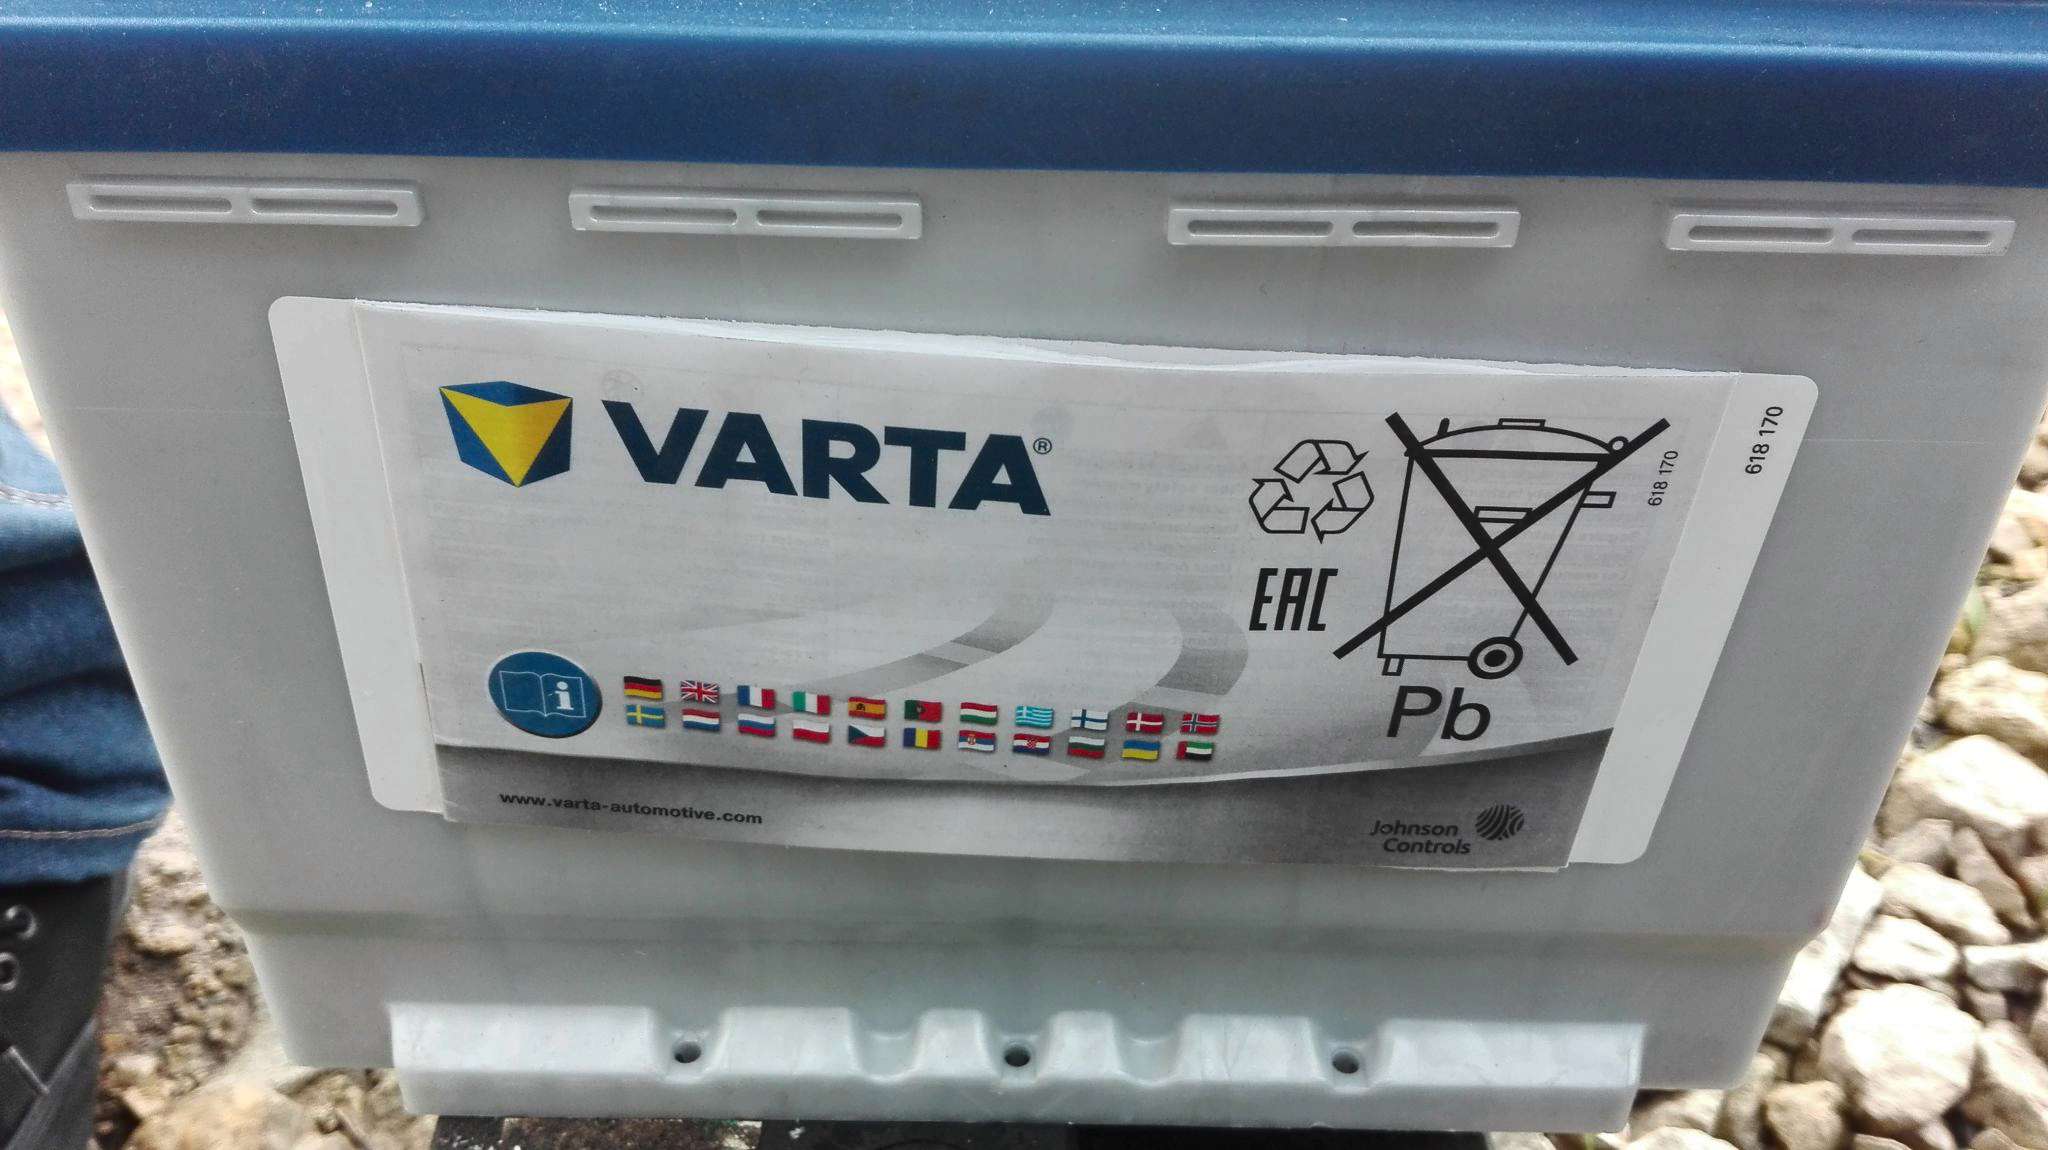 VARTA®
618 170
618 170
EAC
i
Pb
www.varta-automotive.com
Johnson
Controls